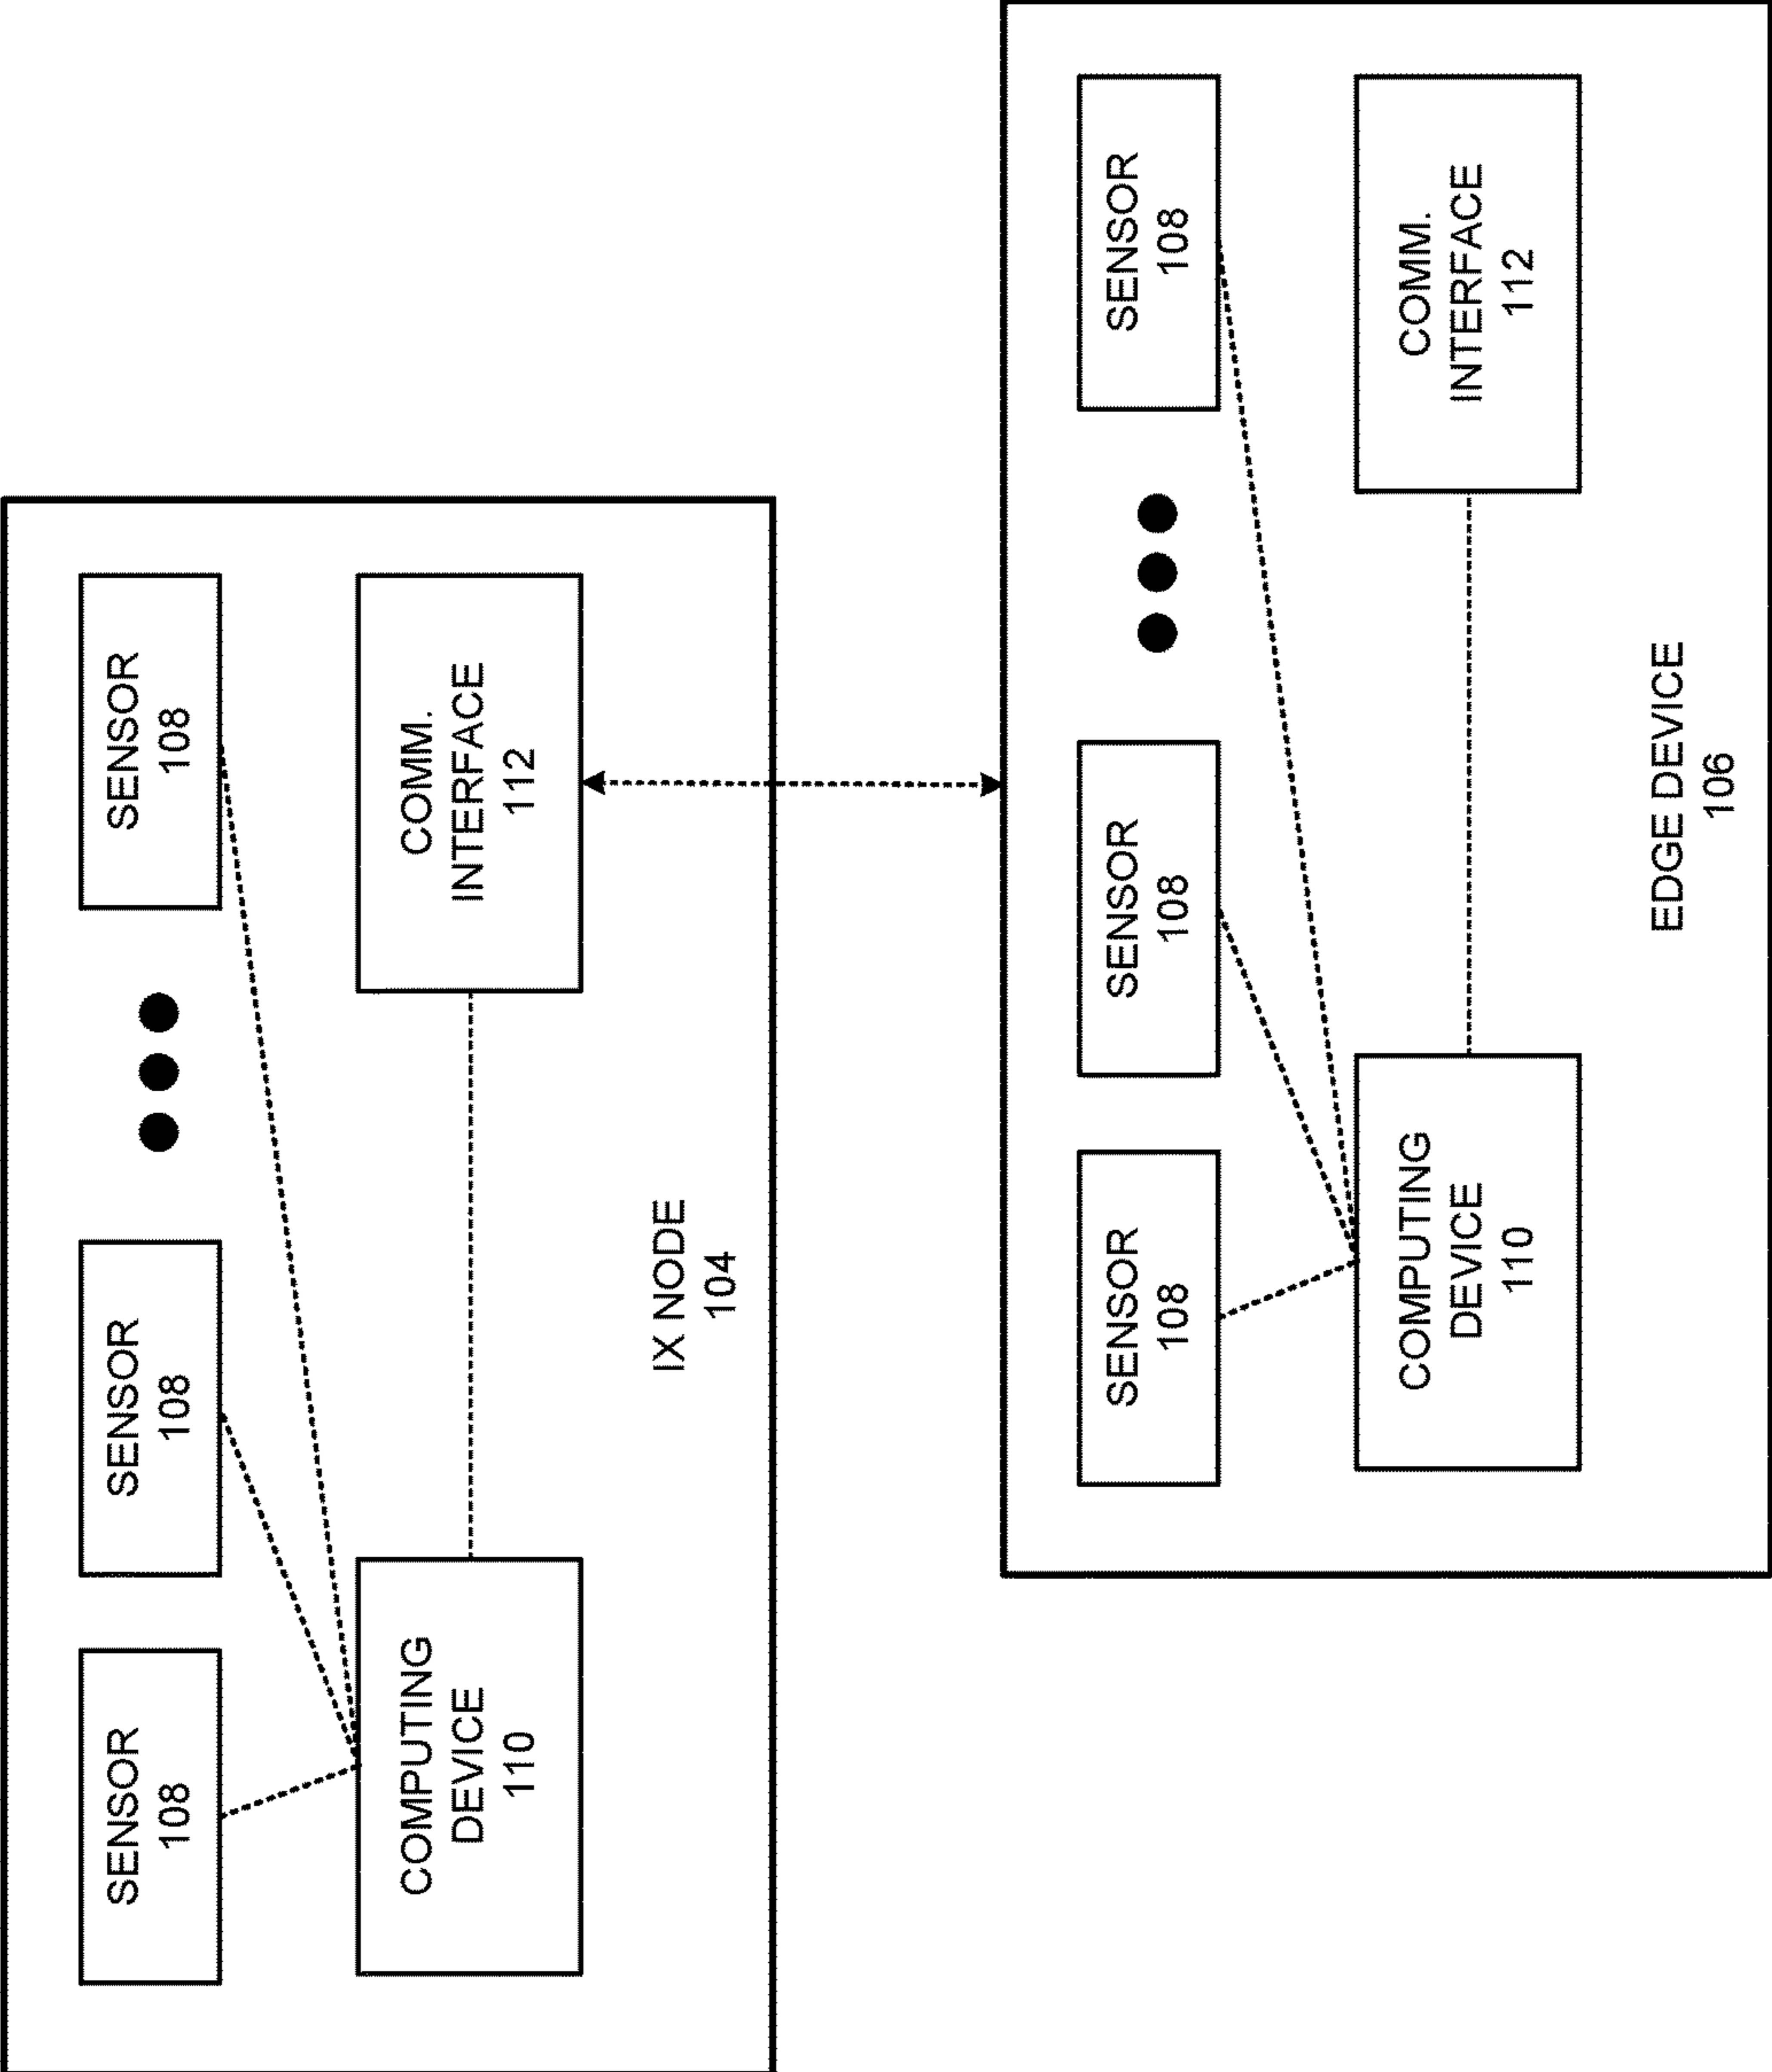 SENSOR
108
SENSOR
108
SENSOR
108
COMPUTING
DEVICE
110
COMM.
INTERFACE
112
IX NODE
104
SENSOR
108
SENSOR
108
SENSOR
108
COMPUTING
DEVICE
110
COMM.
INTERFACE
112
EDGE DEVICE
106